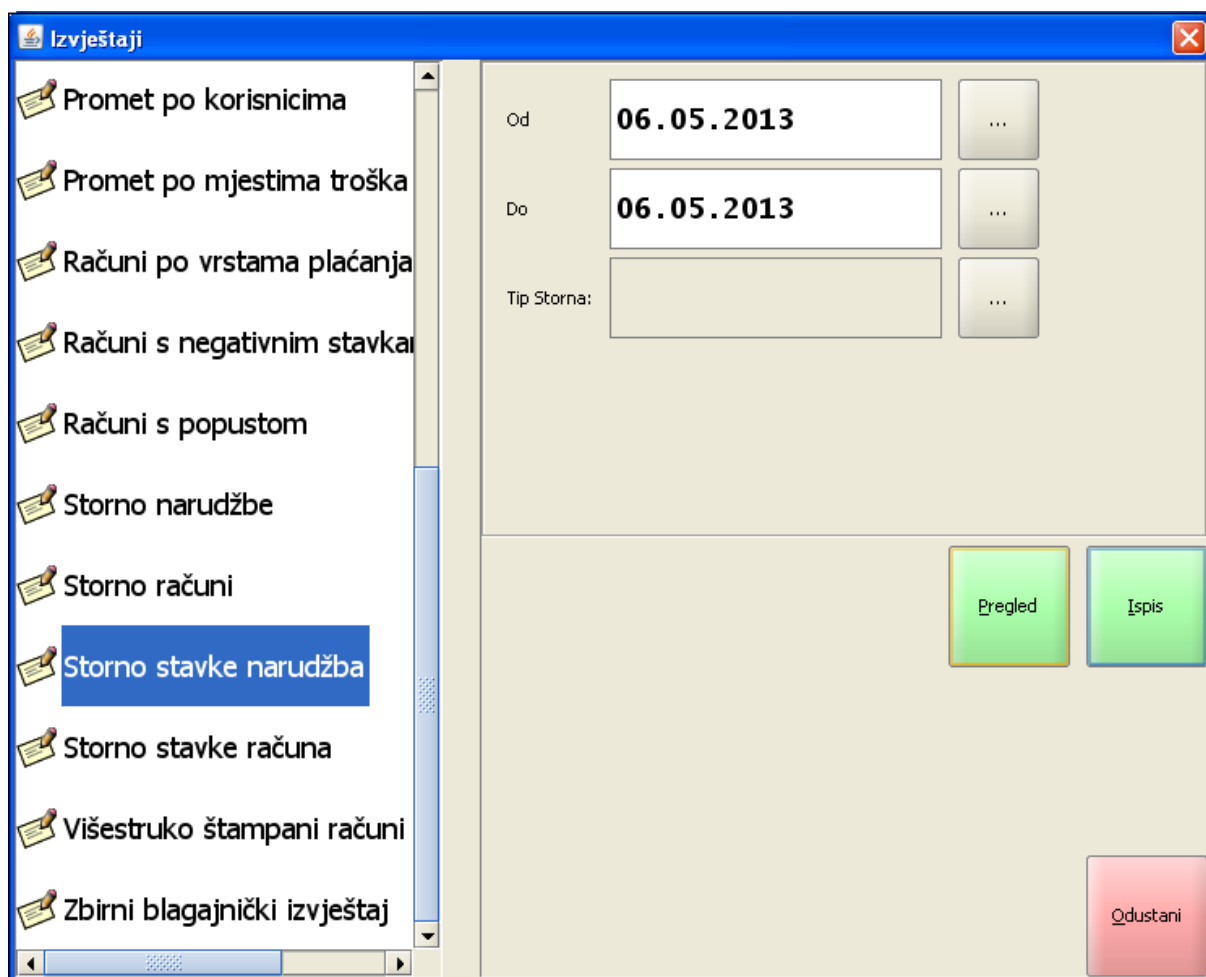 Izvještaji
Promet po korisnicima
Promet po mjestima troška
Računi po vrstama plaćanja
Računi s negativnim
Računi s popustom
Storno narudžbe
Storno računi
Storno stavke narudžba
Storno stavke računa
Višestruko štampani računi
Zbirni blagajnički izvještaj
Od
06.05.2013
...
Do
06.05.2013
...
Tip Storna:
...
Pregled
Ispis
Odustani